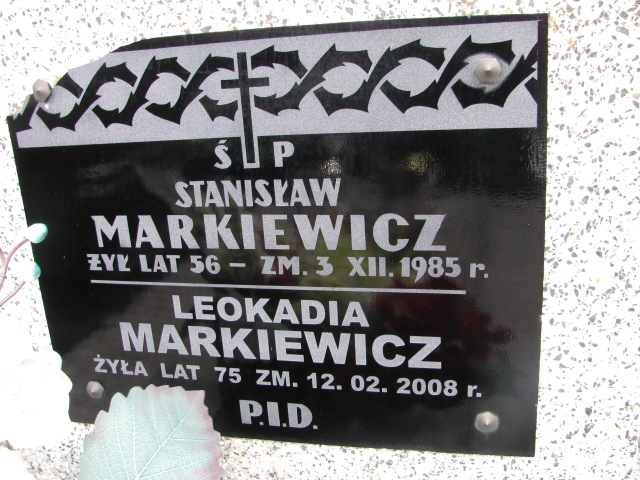 Ś P
STANISŁAW
MARKIEWICZ
ŻYŁ LAT 56 – ZM. 3 XII. 1985 r.
LEOKADIA
MARKIEWICZ
ŻYŁA LAT 75 ZM. 12. 02. 2008 r.
P.I.D.